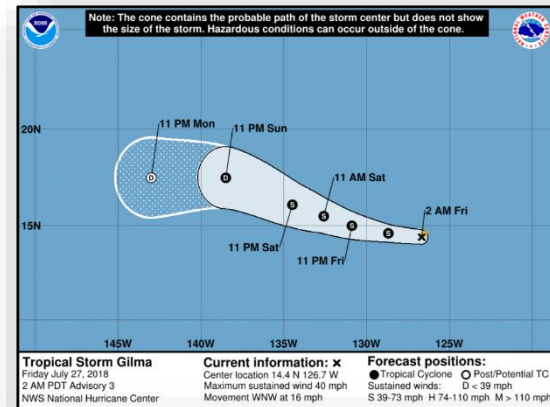 Note: The cone contains the probable path of the storm center but does not show
the size of the storm. Hazardous conditions can occur outside of the cone.
NOAA
20N
11 PM Mon
11 PM Sun
11 AM Sat
D
D
2 AM Fri
S
S
15N
S
S
11 PM Sat
11 PM Fri
145W
140W
135W
130W
125W
Tropical Storm Gilma
Friday July 27, 2018
2 AM PDT Advisory 3
NWS National Hurricane Center
Current information: x
Center location 14.4 N 126.7 W
Maximum sustained wind 40 mph
Movement WNW at 16 mph
Forecast positions:
● Tropical Cyclone ○ Post/Potential TC
Sustained winds: D < 39 mph
S 39-73 mph H 74-110 mph M > 110 mph